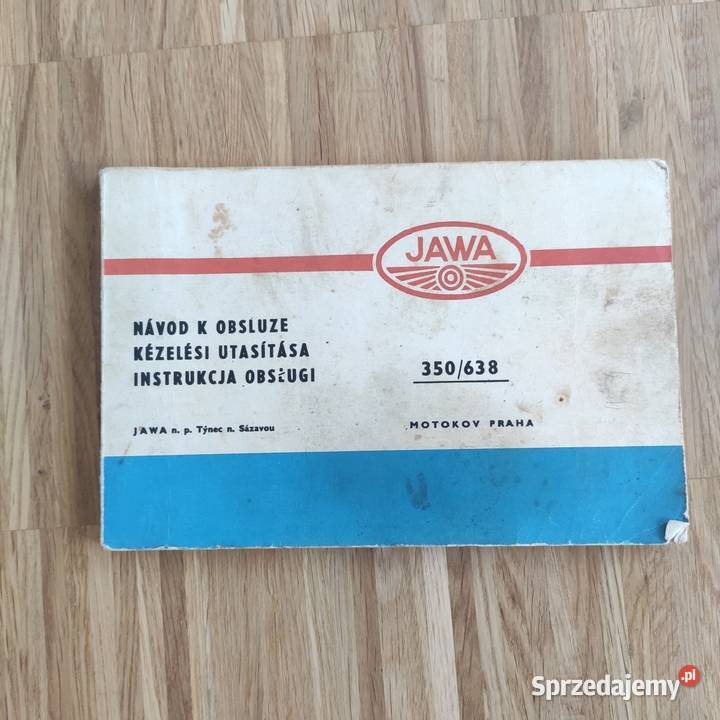 JAWA
NÁVOD K OBSLUZE
KÉZELÉSI UTASÍTÁSA
INSTRUKCJA OBSŁUGI
350/638
JAWA n. p. Týnec n. Sázavou
MOTOKOV PRAHA
Sprzedajemy.pl